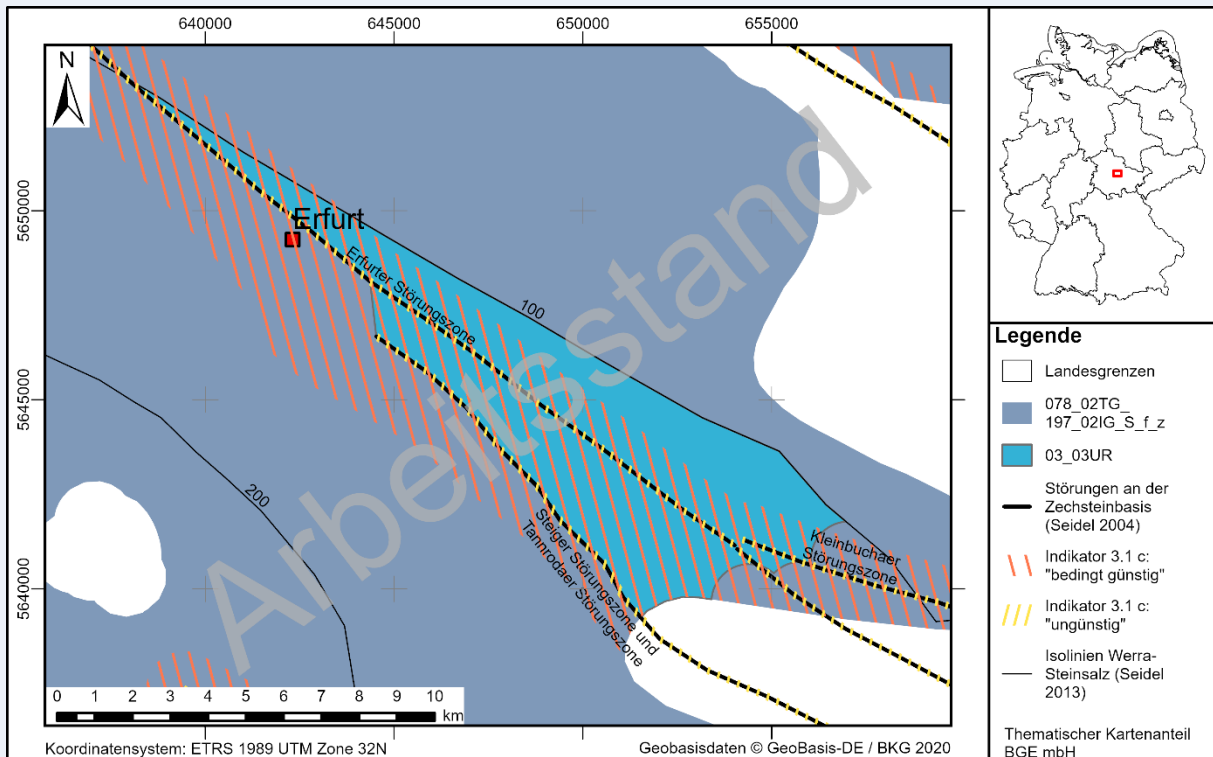 640000
645000
650000
655000
N
5650000
5645000
5640000
Erfurt
Erfurter Störungszone
100
200
Steiger Störungszone und
Tannrodaer Störungszone
Kleinbuchaer
Störungszone
Arbeitsstand
0 1 2 3 4 5 6 7 8 9 10
km
Koordinatensystem: ETRS 1989 UTM Zone 32N
Geobasisdaten © GeoBasis-DE / BKG 2020
Legende
Landesgrenzen
078_02TG_
197_02IG_S_f_z
03_03UR
Störungen an der
Zechsteinbasis
(Seidel 2004)
Indikator 3.1 c:
"bedingt günstig"
Indikator 3.1 c:
"ungünstig"
Isolinien Werra-
Steinsalz (Seidel
2013)
Thematischer Kartenanteil
BGE mbH